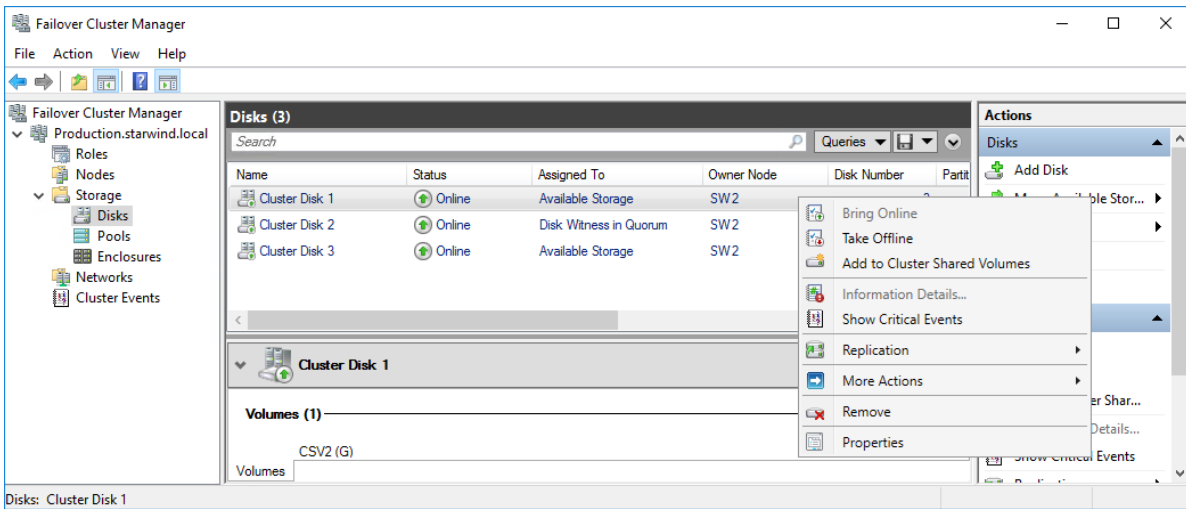 Failover Cluster Manager
File Action View Help
Failover Cluster Manager
Production.starwind.local
Roles
Nodes
Storage
Disks
Pools
Enclosures
Networks
Cluster Events
Disks (3)
Search
Queries
Name Status Assigned To Owner Node Disk Number Partit
Cluster Disk 1 Online Available Storage SW2
Cluster Disk 2 Online Disk Witness in Quorum SW2
Cluster Disk 3 Online Available Storage SW2
Cluster Disk 1
Volumes (1)
CSV2 (G)
Volumes
Bring Online
Take Offline
Add to Cluster Shared Volumes
Information Details...
Show Critical Events
Replication
More Actions
Remove
Properties
Actions
Disks
Add Disk
ble Stor...
er Shar...
Details...
Show Critical Events
Disks: Cluster Disk 1